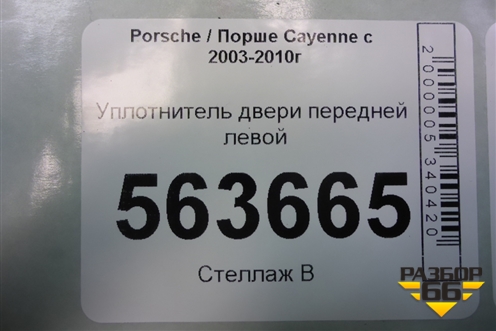 Porsche / Порше Cayenne с
2003-2010г
Уплотнитель двери передней
левой
563665
Стеллаж В
2000005340420
РАЗБОР
66